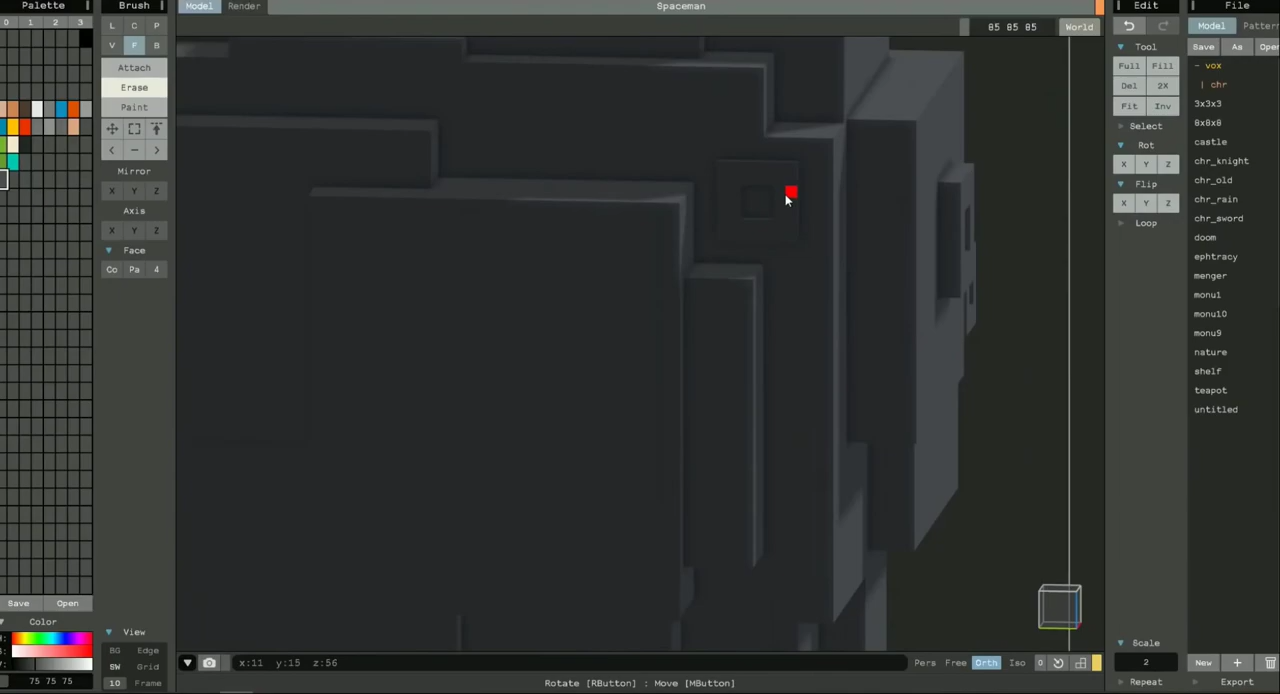 Palette
0 1 2 3
Save Open
Color
75 75 75
Brush
L C P
V F B
Attach
Erase
Paint
Mirror
X Y Z
Axis
X Y Z
Face
Co Pa 4
View
BG Edge
SW Grid
10 Frame
Model Render Spaceman
85 85 85 World
x:11 y:15 z:56
Pers Free Orth Iso 0
Rotate [RButton] : Move [MButton]
Edit
Tool
Full Fill
Del 2X
Fit Inv
Select
Rot
X Y Z
Flip
X Y Z
Loop
Scale
2
Repeat
File
Model Pattern
Save As Open
- vox
| chr
3x3x3
8x8x8
castle
chr_knight
chr_old
chr_rain
chr_sword
doom
ephtracy
menger
monu1
monu10
monu9
nature
shelf
teapot
untitled
New +
Export